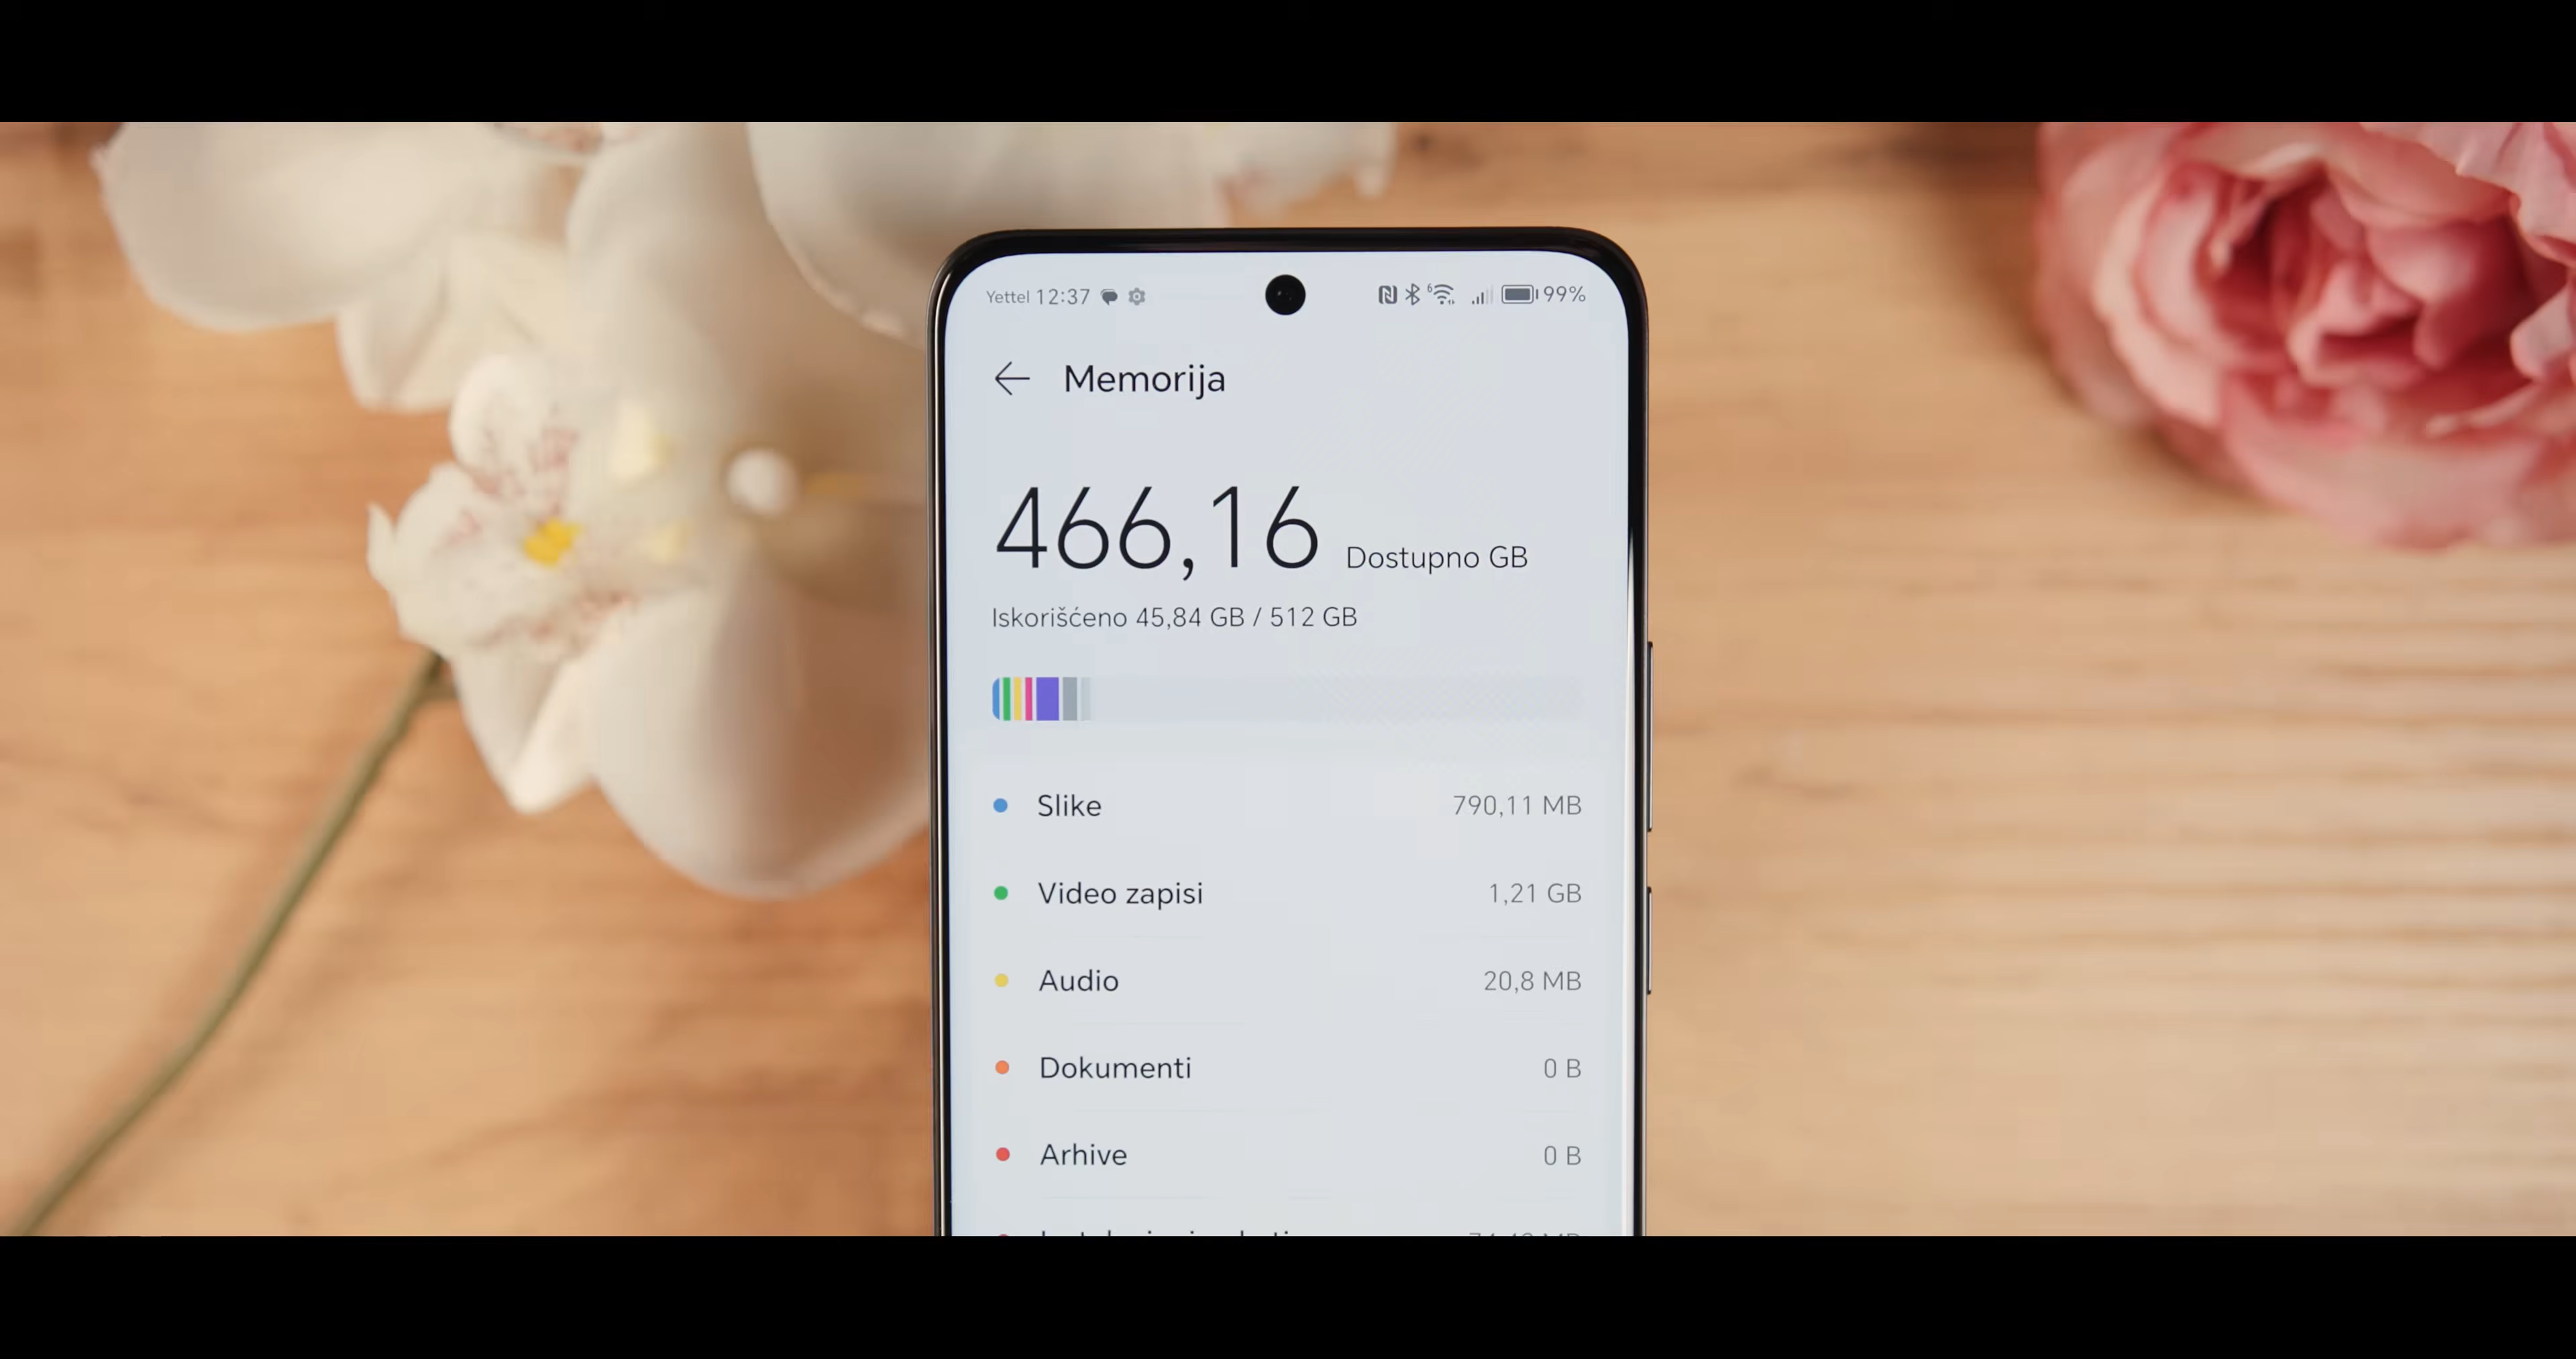 Yettel 12:37 99%
Memorija
466,16 Dostupno GB
Iskorišćeno 45,84 GB / 512 GB
Slike 790,11 MB
Video zapisi 1,21 GB
Audio 20,8 MB
Dokumenti 0 B
Arhive 0 B